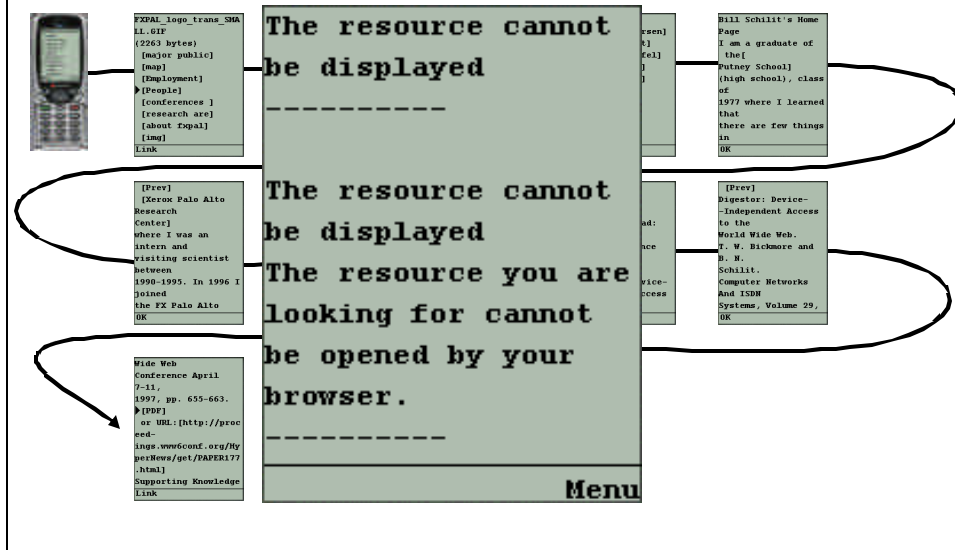 FXPAL_logo_trans_SMA
LL.GIF
(2263 bytes)
[major public]
[map]
[Employment]
[People]
[conferences ]
[research are]
[about fxpal]
[img]
Link
The resource cannot
be displayed
----------
The resource cannot
be displayed
The resource you are
looking for cannot
be opened by your
browser.
----------
Menu
rsen]
t]
fel]
]
]
Bill Schilit's Home
Page
I am a graduate of
the[
Putney School]
(high school), class
of
1977 where I learned
that
there are few things
in
OK
[Prev]
[Xerox Palo Alto
Research
Center]
where I was an
intern and
visiting scientist
between
1990-1995. In 1996 I
joined
the FX Palo Alto
OK
ad:
nce
vice-
ccess
[Prev]
Digestor: Device-
-Independent Access
to the
World Wide Web.
T. W. Bickmore and
B. N.
Schilit.
Computer Networks
And ISDN
Systems, Volume 29,
OK
Wide Web
Conference April
7-11,
1997, pp. 655-663.
[PDF]
or URL:[http://proc
eed-
ings.www6conf.org/Hy
perNews/get/PAPER177
.html]
Supporting Knowledge
Link